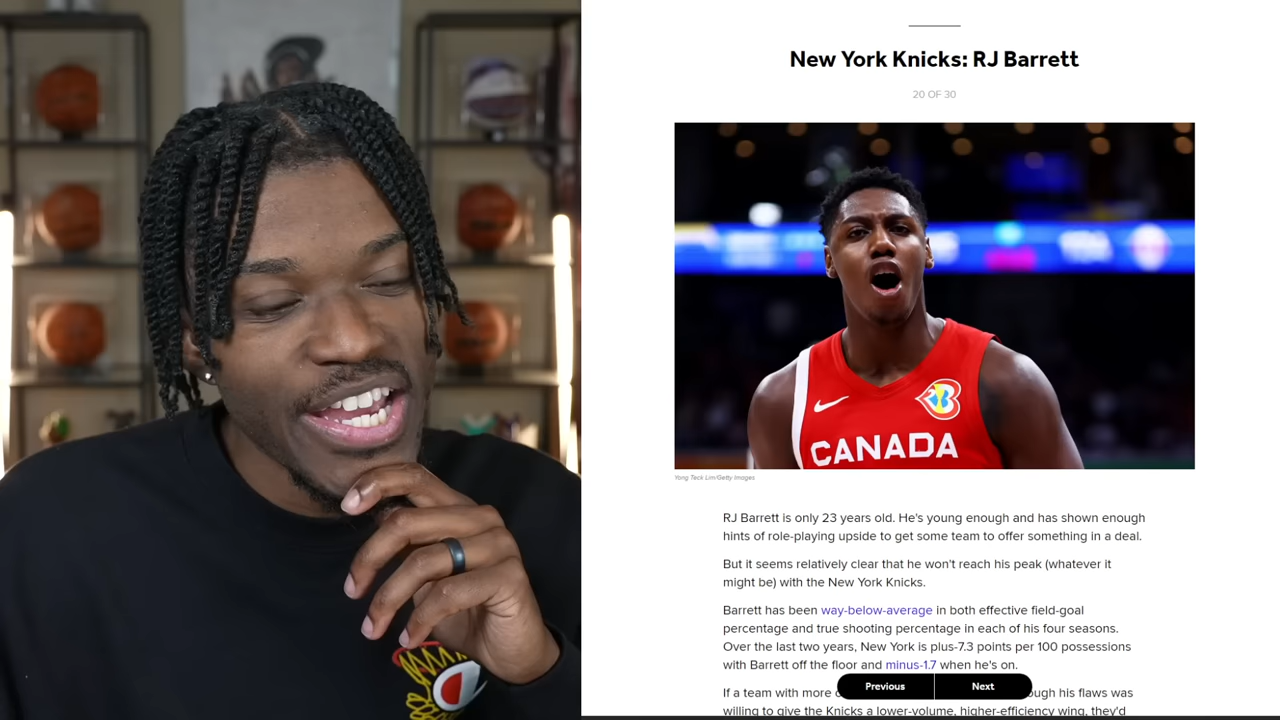 New York Knicks: RJ Barrett
20 OF 30
CANADA
Yong Teck Lim/Getty Images
RJ Barrett is only 23 years old. He's young enough and has shown enough
hints of role-playing upside to get some team to offer something in a deal.
But it seems relatively clear that he won't reach his peak (whatever it
might be) with the New York Knicks.
Barrett has been way-below-average in both effective field-goal
percentage and true shooting percentage in each of his four seasons.
Over the last two years, New York is plus-7.3 points per 100 possessions
with Barrett off the floor and minus-1.7 when he's on.
Previous Next
If a team with more his flaws was
willing to give the Knicks a lower-volume, higher-efficiency wing, they'd